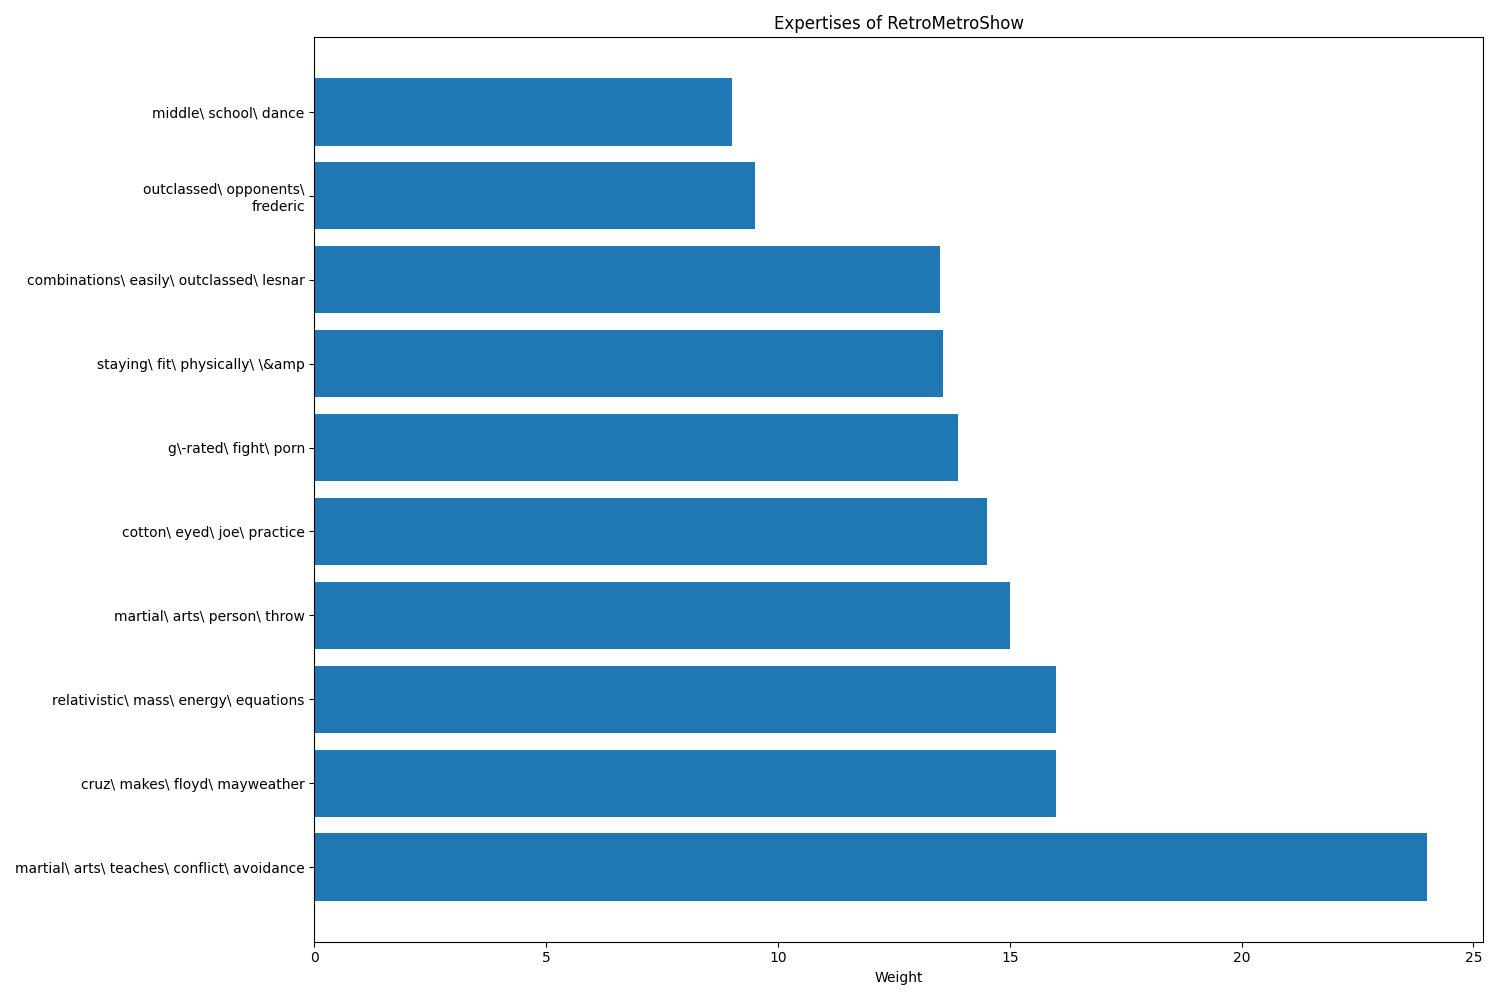 Expertises of RetroMetroShow
middle\ school\ dance
outclassed\ opponents\
frederic
combinations\ easily\ outclassed\ lesnar
staying\ fit\ physically\ \&amp
g\-rated\ fight\ porn
cotton\ eyed\ joe\ practice
martial\ arts\ person\ throw
relativistic\ mass\ energy\ equations
cruz\ makes\ floyd\ mayweather
martial\ arts\ teaches\ conflict\ avoidance
0 5 10 15 20 25
Weight